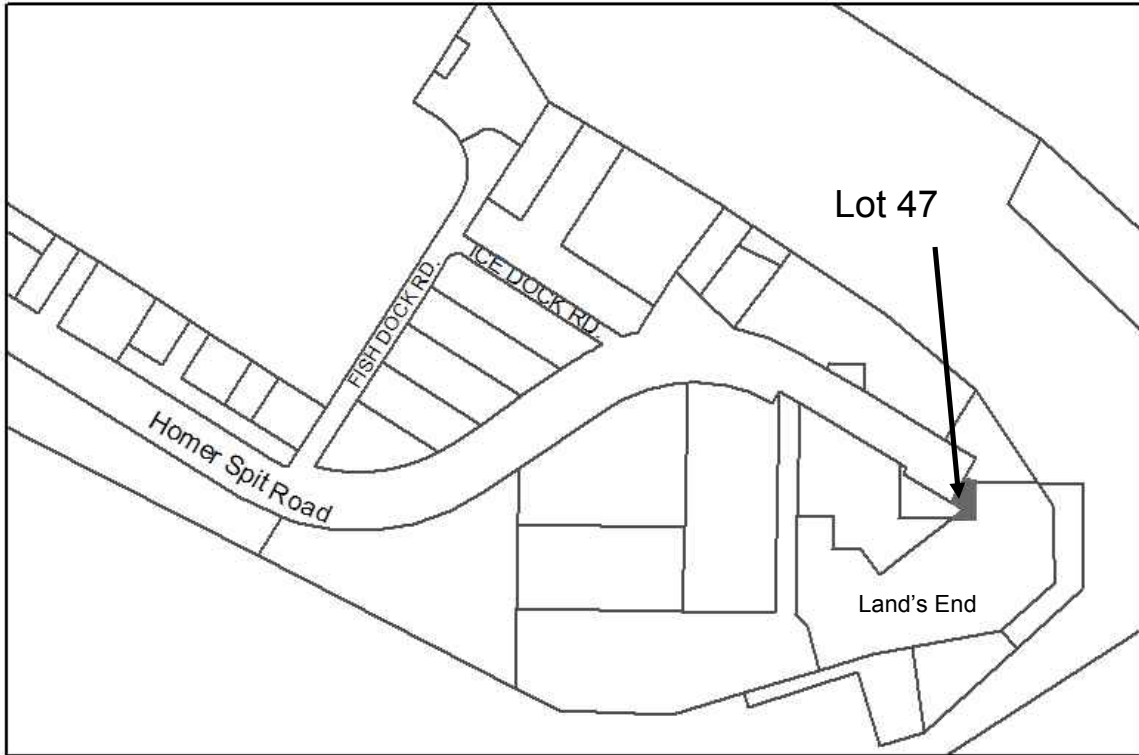 Lot 47
ICE DOCK RD.
FISH DOCK RD.
Homer Spit Road
Land's End